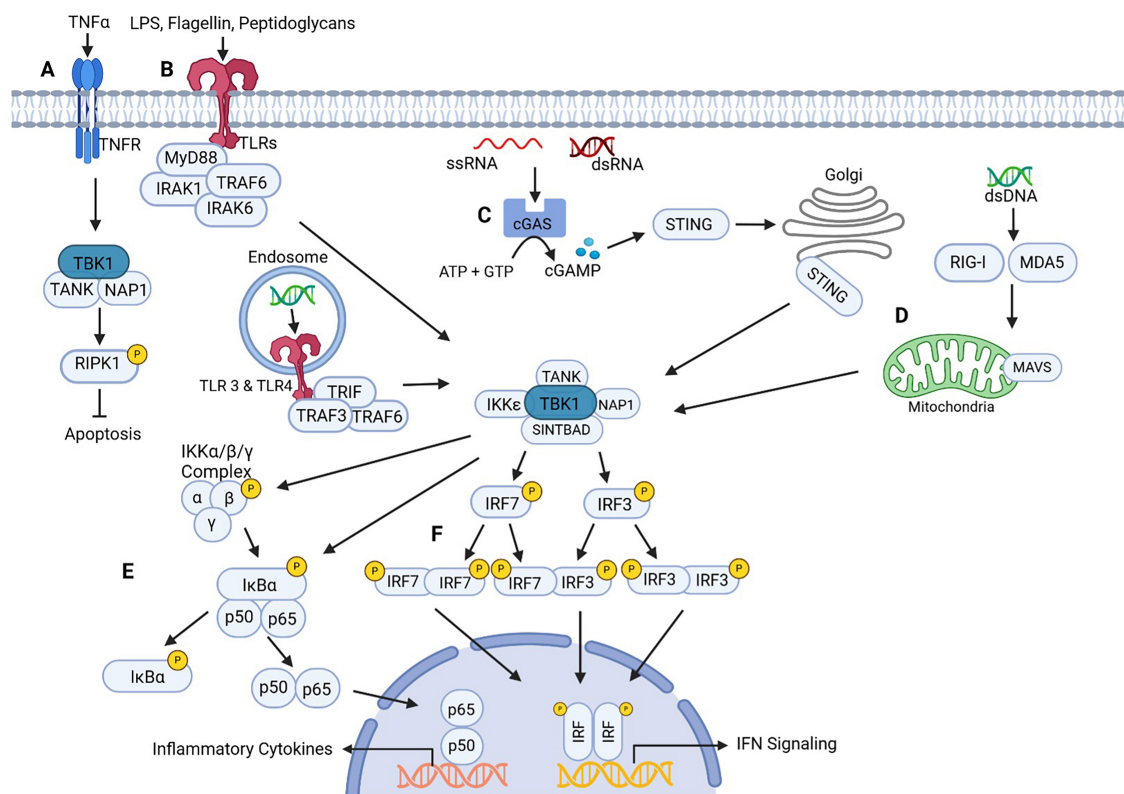 TNFα
LPS, Flagellin, Peptidoglycans
A
B
TNFR
TLRs
MyD88
IRAK1
TRAF6
IRAK6
ssRNA
dsRNA
C
cGAS
ATP + GTP
cGAMP
STING
Golgi
STING
dsDNA
RIG-I
MDA5
D
MAVS
Mitochondria
TBK1
TANK
NAP1
RIPK1
P
Apoptosis
Endosome
TLR 3 & TLR4
TRIF
TRAF3
TRAF6
TANK
IKKε
TBK1
NAP1
SINTBAD
IKKα/β/γ
Complex
α
β
P
γ
E
IκBα
P
p50
p65
IκBα
P
p50
p65
F
IRF7
P
IRF3
P
P
IRF7
IRF7
P
P
IRF7
IRF3
P
P
IRF3
IRF3
P
p65
p50
P
IRF
IRF
P
Inflammatory Cytokines
IFN Signaling